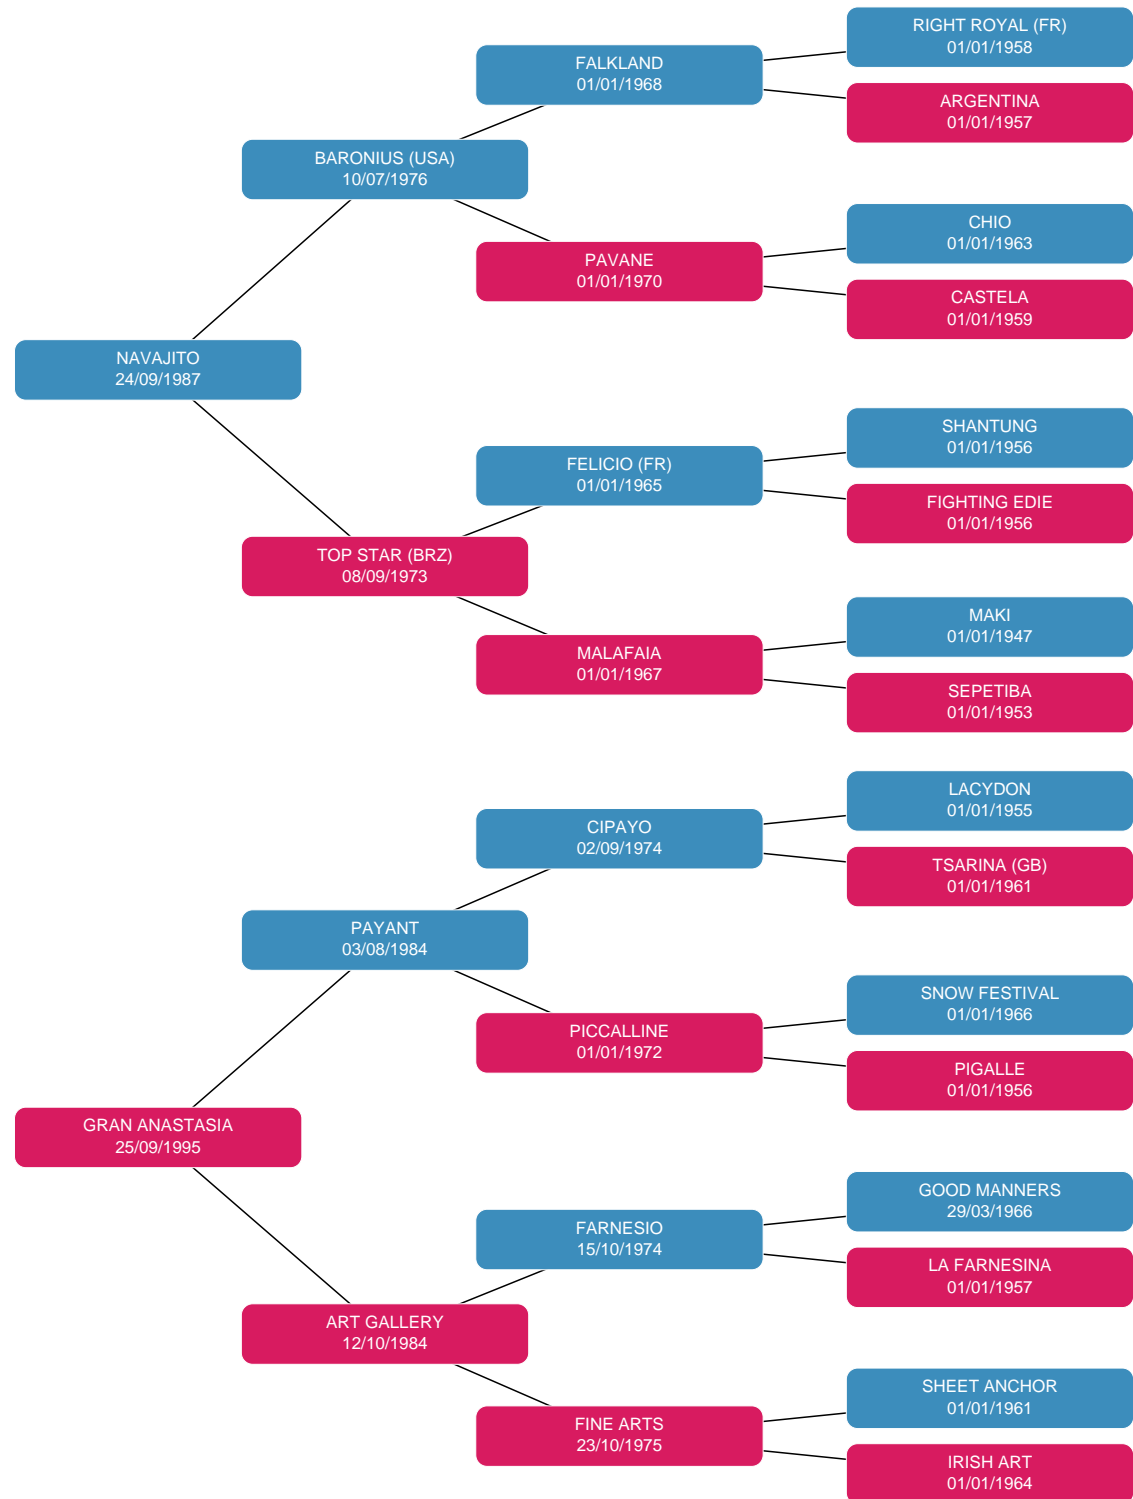 RIGHT ROYAL (FR)
01/01/1958
FALKLAND
01/01/1968
ARGENTINA
01/01/1957
BARONIUS (USA)
10/07/1976
CHIO
01/01/1963
PAVANE
01/01/1970
CASTELA
01/01/1959
NAVAJITO
24/09/1987
SHANTUNG
01/01/1956
FELICIO (FR)
01/01/1965
FIGHTING EDIE
01/01/1956
TOP STAR (BRZ)
08/09/1973
MAKI
01/01/1947
MALAFAIA
01/01/1967
SEPETIBA
01/01/1953
LACYDON
01/01/1955
CIPAYO
02/09/1974
TSARINA (GB)
01/01/1961
PAYANT
03/08/1984
SNOW FESTIVAL
01/01/1966
PICCALLINE
01/01/1972
PIGALLE
01/01/1956
GRAN ANASTASIA
25/09/1995
GOOD MANNERS
29/03/1966
FARNESIO
15/10/1974
LA FARNESINA
01/01/1957
ART GALLERY
12/10/1984
SHEET ANCHOR
01/01/1961
FINE ARTS
23/10/1975
IRISH ART
01/01/1964